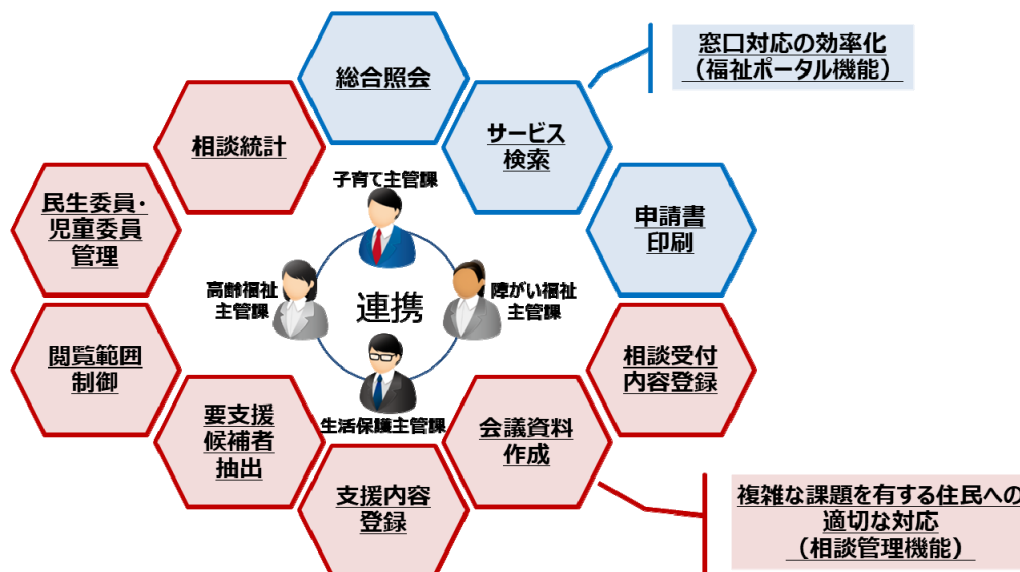 総合照会
窓口対応の効率化
（福祉ポータル機能）
相談統計
サービス
検索
子育て主管課
民生委員・
児童委員
管理
申請書
印刷
高齢福祉
主管課
連携
障がい福祉
主管課
閲覧範囲
制御
相談受付
内容登録
要支援
候補者
抽出
生活保護主管課
会議資料
作成
支援内容
登録
複雑な課題を有する住民への
適切な対応
（相談管理機能）